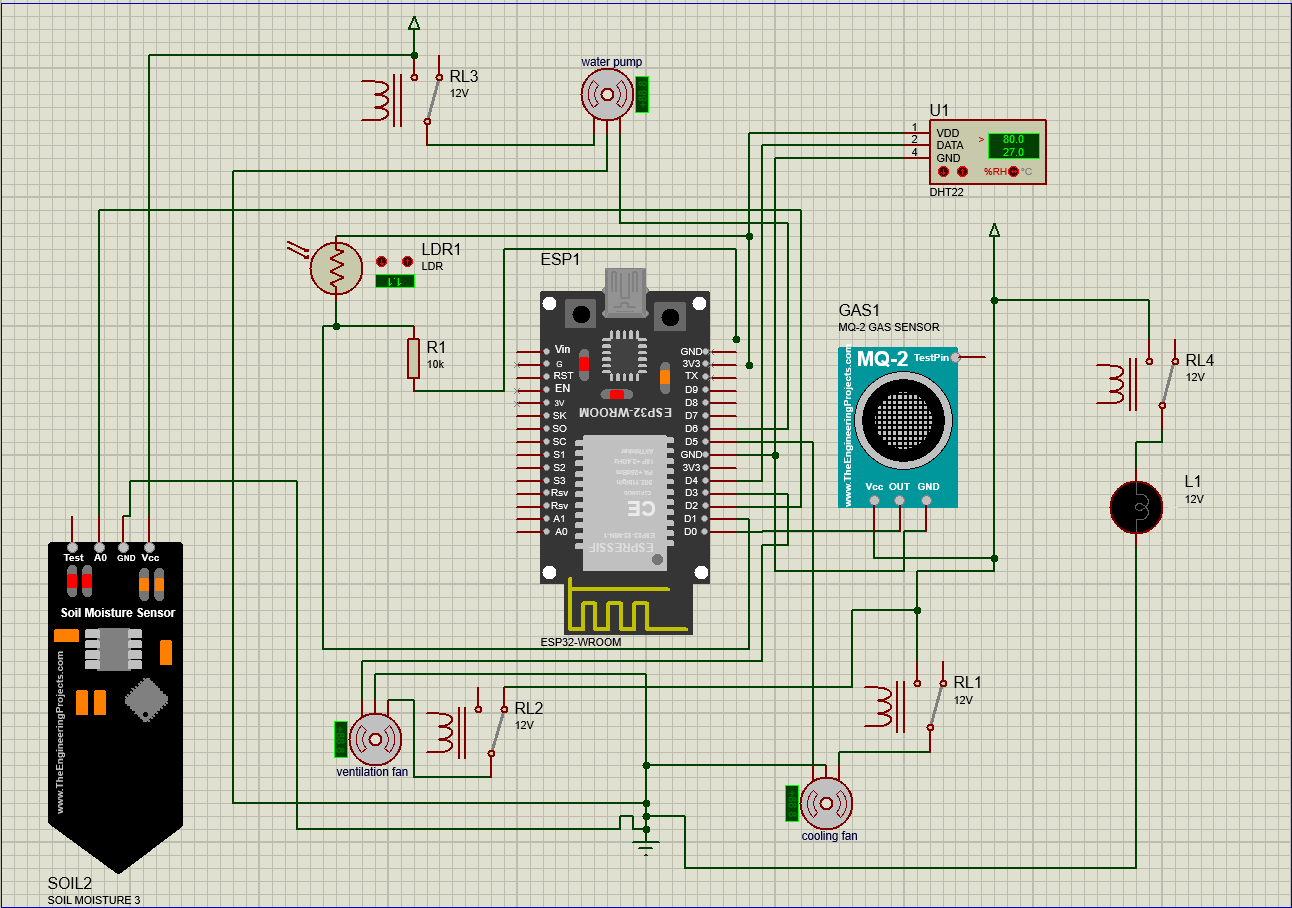 RL3
12V
water pump
U1
1
VDD
2
DATA
4
GND
>
80.0
27.0
%RH
°C
DHT22
LDR1
LDR
1.1
ESP1
R1
10k
Vin
G
RST
EN
3V
SK
SO
SC
S1
S2
S3
Rsv
Rsv
A1
A0
GND
3V3
TX
D9
D8
D7
D6
D5
GND
3V3
D4
D3
D2
D1
D0
ESP32-WROOM
CE
ESPRESSIF
ESP32-WROOM
GAS1
MQ-2 GAS SENSOR
MQ-2
TestPin
www.TheEngineeringProjects.com
Vcc OUT GND
RL4
12V
L1
12V
Test A0 GND Vcc
Soil Moisture Sensor
www.TheEngineeringProjects.com
SOIL2
SOIL MOISTURE 3
RL2
12V
ventilation fan
RL1
12V
cooling fan